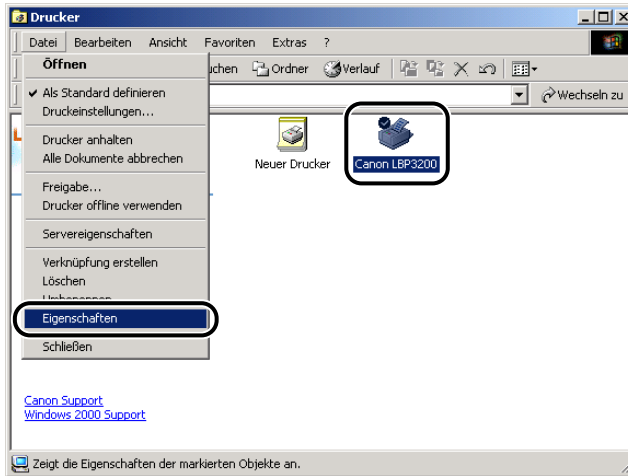 Drucker
Datei Bearbeiten Ansicht Favoriten Extras ?
Öffnen
uchen Ordner Verlauf
Als Standard definieren
Wechseln zu
Druckeinstellungen...
Drucker anhalten
Alle Dokumente abbrechen
Neuer Drucker Canon LBP3200
Freigabe...
Drucker offline verwenden
Servereigenschaften
Verknüpfung erstellen
Löschen
Umbenennen
Eigenschaften
Schließen
Canon Support
Windows 2000 Support
Zeigt die Eigenschaften der markierten Objekte an.